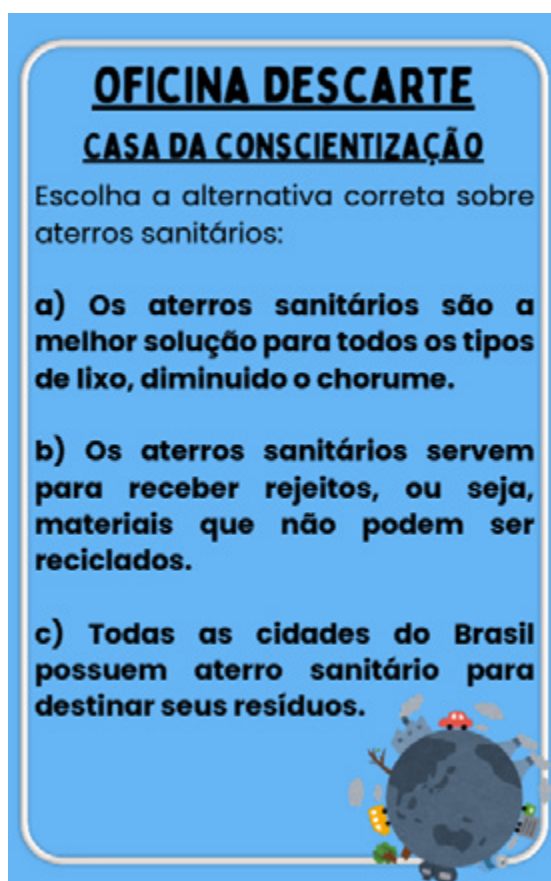 OFICINA DESCARTE
CASA DA CONSCIENTIZAÇÃO
Escolha a alternativa correta sobre
aterros sanitários:
a) Os aterros sanitários são a
melhor solução para todos os tipos
de lixo, diminuido o chorume.
b) Os aterros sanitários servem
para receber rejeitos, ou seja,
materiais que não podem ser
reciclados.
c) Todas as cidades do Brasil
possuem aterro sanitário para
destinar seus resíduos.